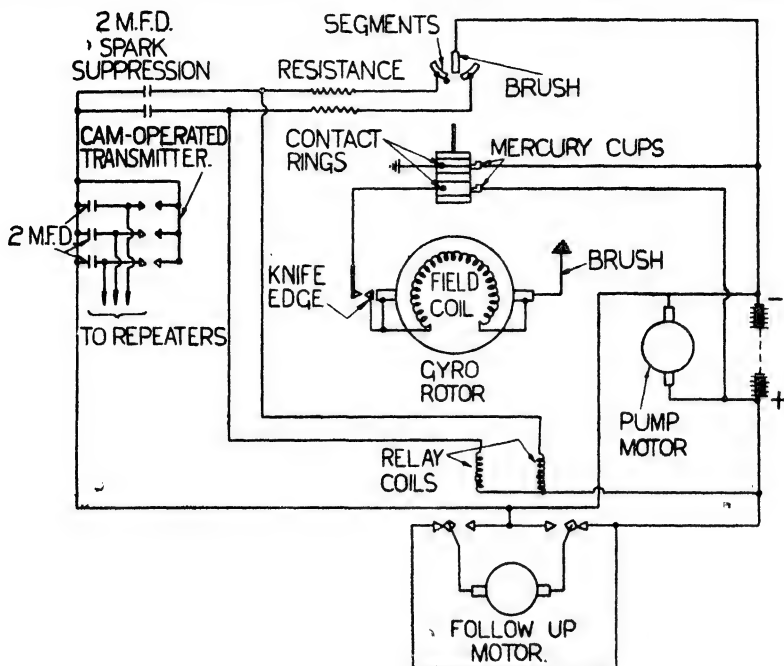 2 M.F.D.
SPARK
SUPPRESSION
SEGMENTS
RESISTANCE
BRUSH
CAM-OPERATED
TRANSMITTER.
CONTACT
RINGS
MERCURY CUPS
2 M.F.D.
KNIFE
EDGE
FIELD
COIL
BRUSH
TO REPEATERS
GYRO
ROTOR
-
+
PUMP
MOTOR
RELAY
COILS
FOLLOW UP
MOTOR.